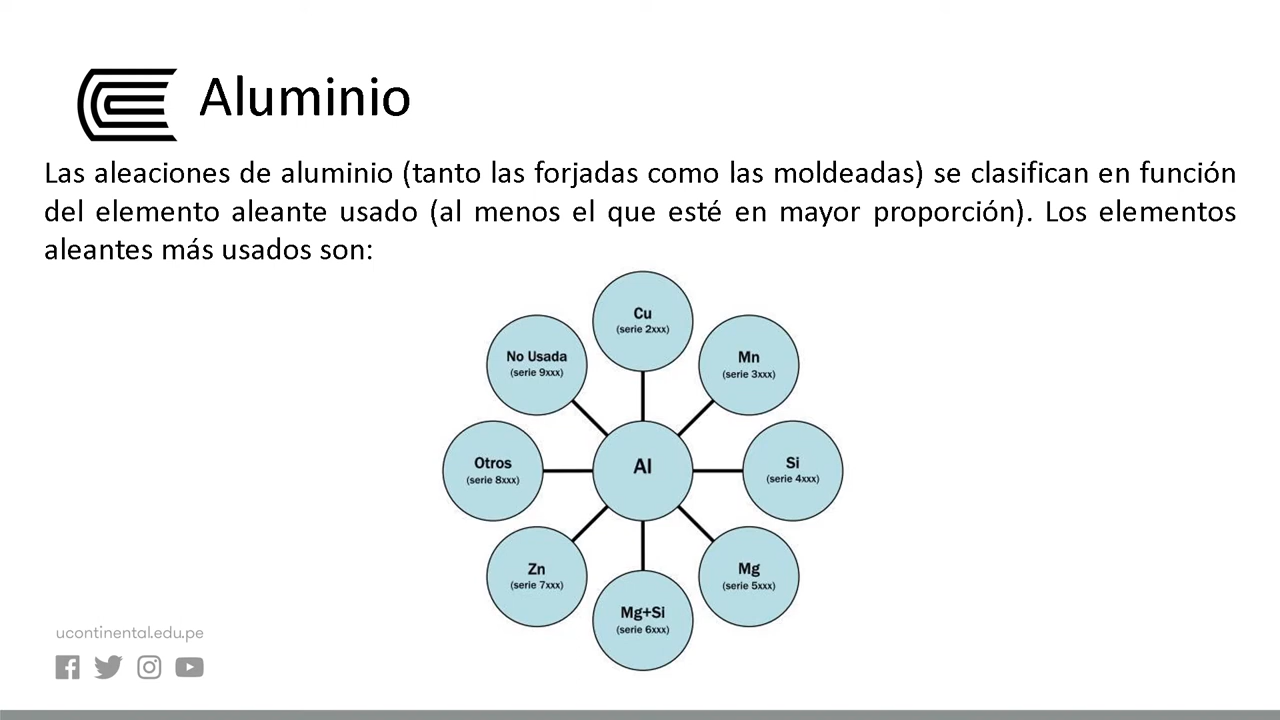 Aluminio
Las aleaciones de aluminio (tanto las forjadas como las moldeadas) se clasifican en función
del elemento aleante usado (al menos el que esté en mayor proporción). Los elementos
aleantes más usados son:
Cu
(serie 2xxx)
Mn
(serie 3xxx)
Si
(serie 4xxx)
Mg
(serie 5xxx)
Mg+Si
(serie 6xxx)
Zn
(serie 7xxx)
Otros
(serie 8xxx)
No Usada
(serie 9xxx)
Al
ucontinental.edu.pe